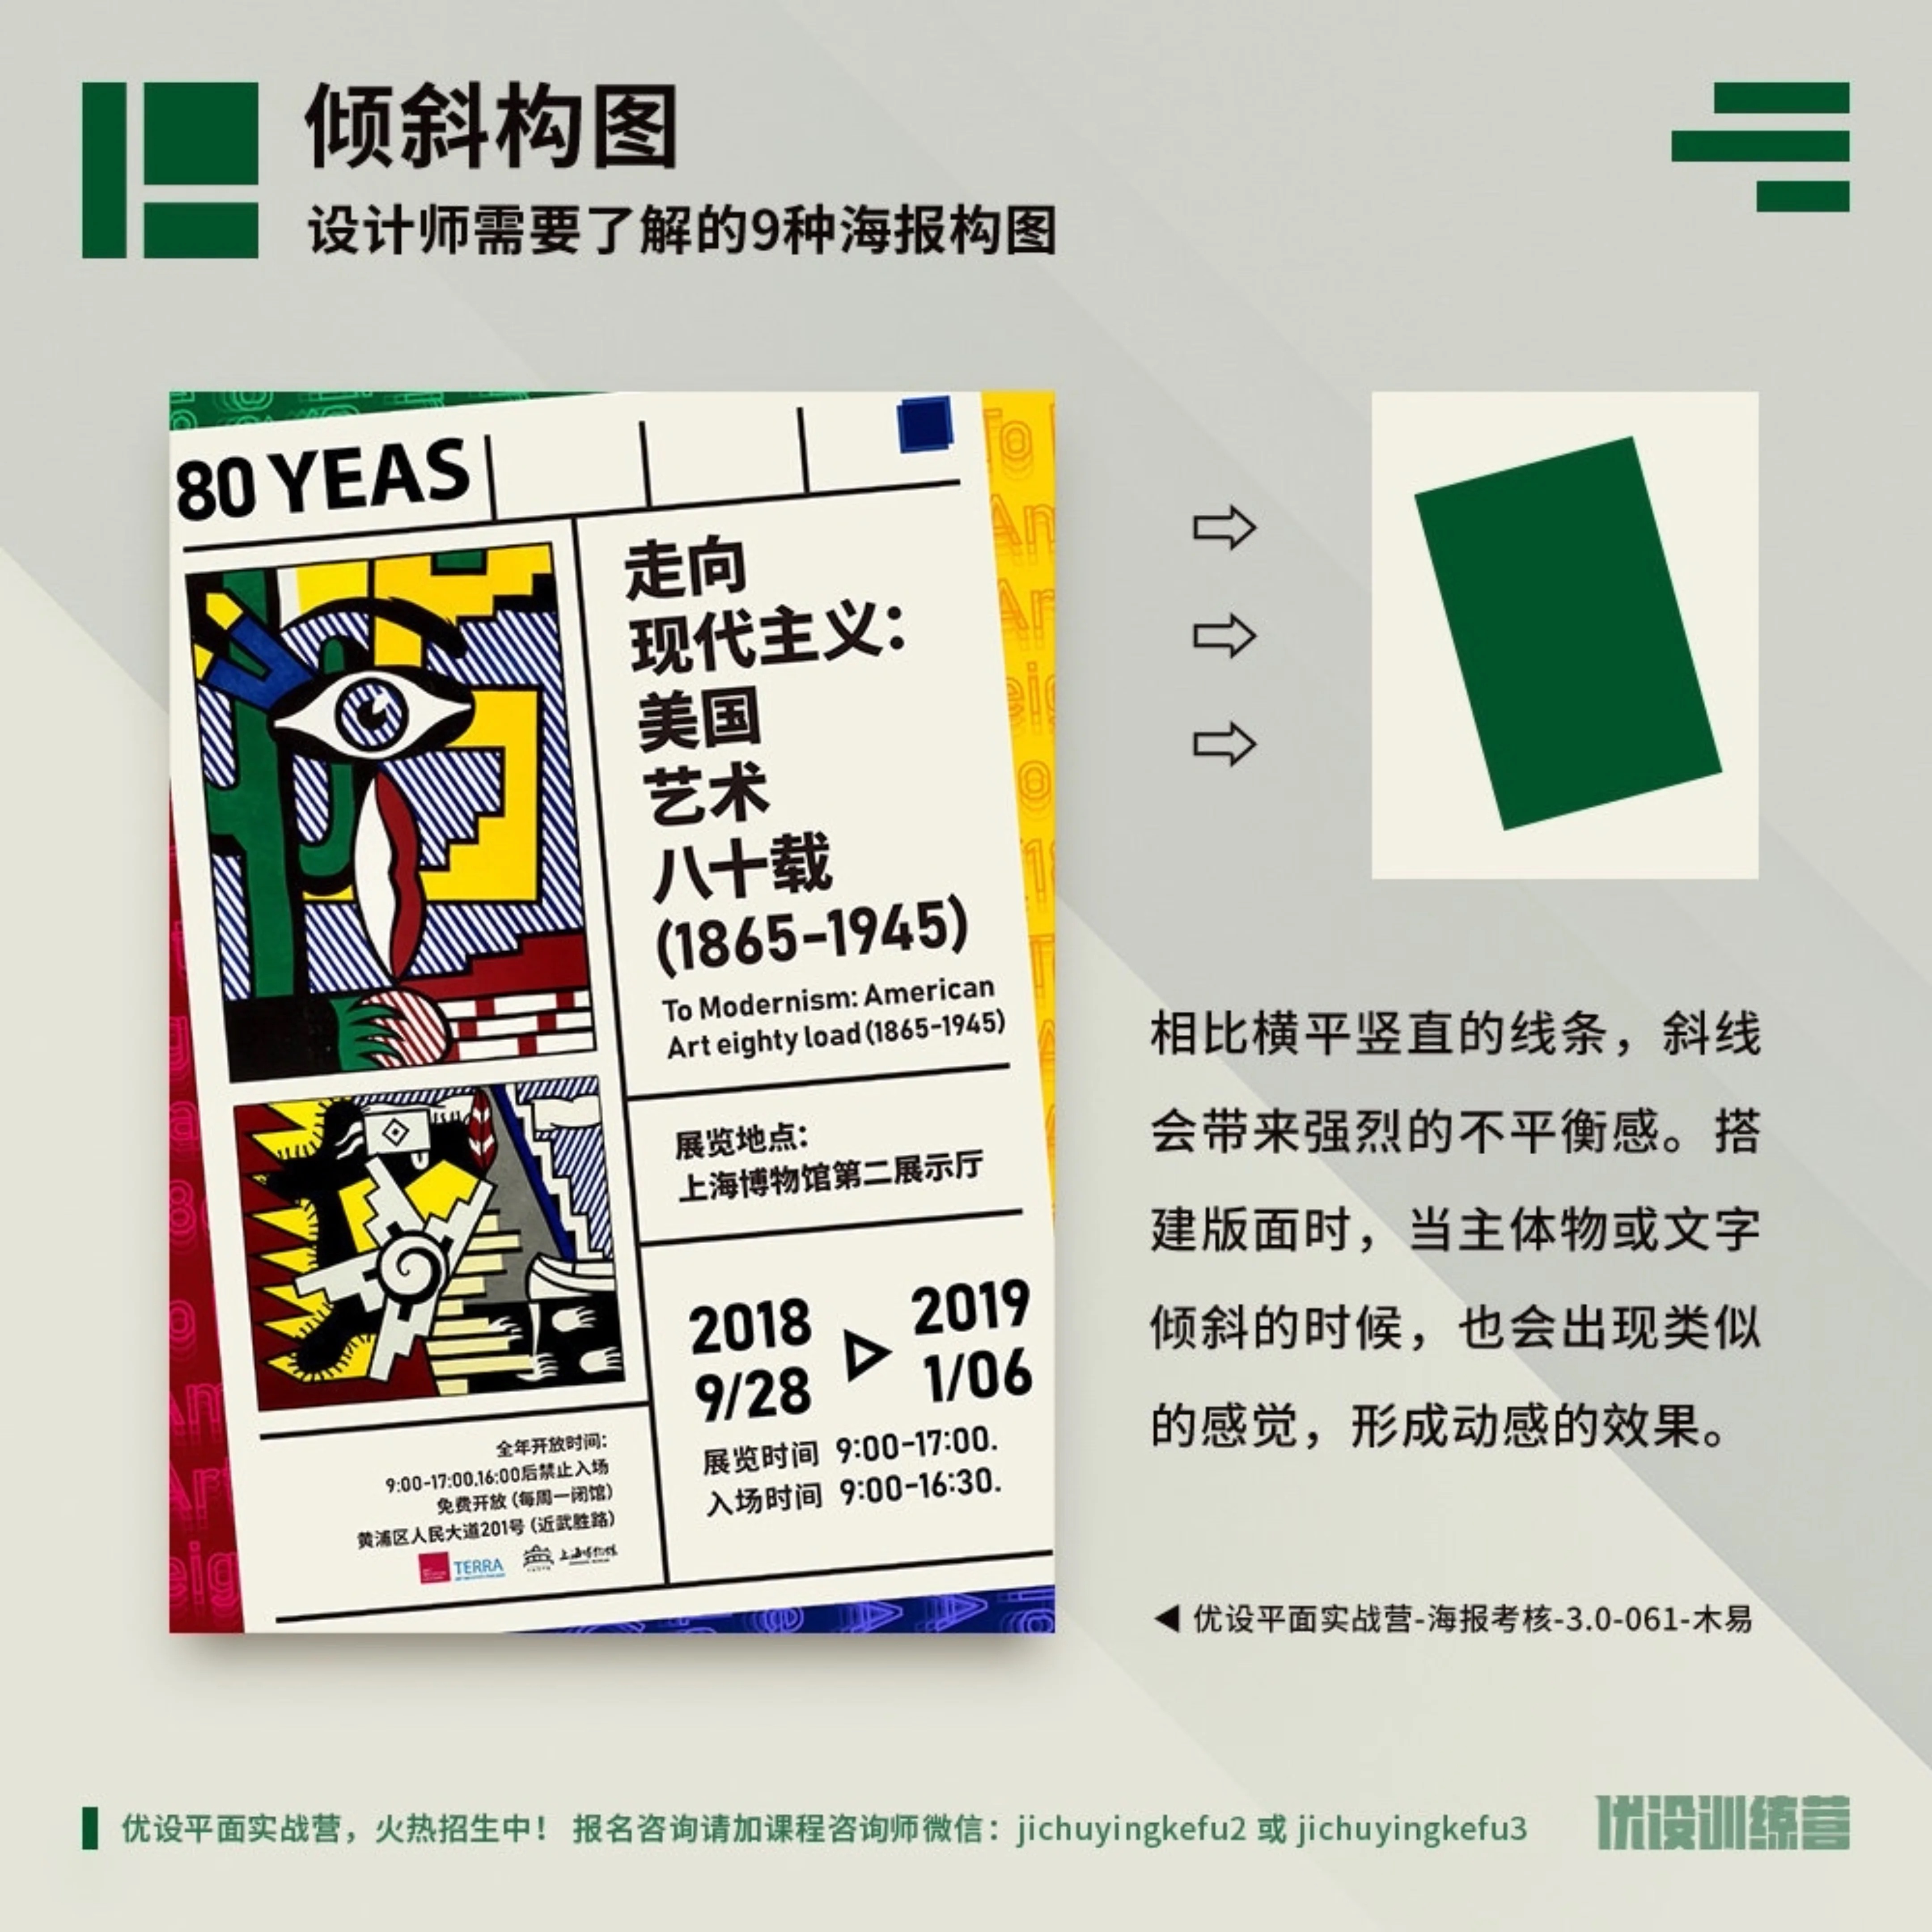 倾斜构图
设计师需要了解的9种海报构图
80 YEAS
走向
现代主义:
美国
艺术
八十载
(1865-1945)
To Modernism: American
Art eighty load (1865-1945)
展览地点:
上海博物馆第二展示厅
2018
9/28
2019
1/06
展览时间 9:00-17:00.
入场时间 9:00-16:30.
全年开放时间:
9:00-17:00,16:00后禁止入场
免费开放 (每周一闭馆)
黄浦区人民大道201号 (近武胜路)
TERRA
上海博物馆
相比横平竖直的线条，斜线
会带来强烈的不平衡感。搭
建版面时，当主体物或文字
倾斜的时候，也会出现类似
的感觉，形成动感的效果。
◀ 优设平面实战营-海报考核-3.0-061-木易
优设平面实战营，火热招生中！ 报名咨询请加课程咨询师微信：jichuyingkefu2 或 jichuyingkefu3
优设训练营